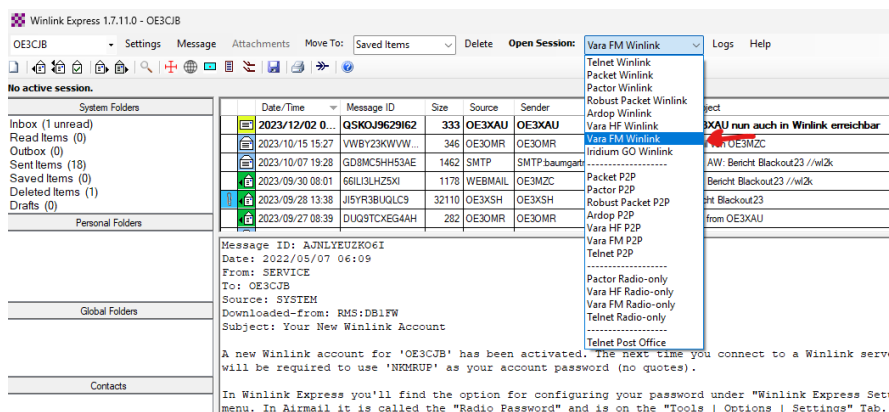 Winlink Express 1.7.11.0 - OE3CJB
OE3CJB Settings Message Attachments Move To: Saved Items Delete Open Session: Vara FM Winlink Logs Help
No active session.
System Folders
Inbox (1 unread)
Read Items (0)
Outbox (0)
Sent Items (18)
Saved Items (0)
Deleted Items (1)
Drafts (0)
Personal Folders
Global Folders
Contacts
Date/Time Message ID Size Source Sender ject
2023/12/02 0... QSKOJ9629I62 333 OE3XAU OE3XAU 3XAU nun auch in Winlink erreichbar
2023/10/15 15:27 VWBY23KWVW... 346 OE3OMR OE3OMR OE3MZC
2023/10/07 19:28 GD8MC5HH53AE 1462 SMTP SMTP:baumgartr AW: Bericht Blackout23 //wl2k
2023/09/30 08:01 66ILI3LHZ5XI 1178 WEBMAIL OE3MZC Bericht Blackout23 //wl2k
2023/09/28 13:38 JI5YR3BUQLC9 32110 OE3XSH OE3XSH cht Blackout23
2023/09/27 08:39 DUQ9TCXEG4AH 282 OE3OMR OE3OMR from OE3XAU
Telnet Winlink
Packet Winlink
Pactor Winlink
Robust Packet Winlink
Ardop Winlink
Vara HF Winlink
Vara FM Winlink
Iridium GO Winlink
-------------------
Packet P2P
Pactor P2P
Robust Packet P2P
Ardop P2P
Vara HF P2P
Vara FM P2P
Telnet P2P
-------------------
Pactor Radio-only
Vara HF Radio-only
Vara FM Radio-only
Telnet Radio-only
-------------------
Telnet Post Office
Message ID: AJNLYEUZKO6I
Date: 2022/05/07 06:09
From: SERVICE
To: OE3CJB
Source: SYSTEM
Downloaded-from: RMS:DB1FW
Subject: Your New Winlink Account
A new Winlink account for 'OE3CJB' has been activated. The next time you connect to a Winlink serve
will be required to use 'NKMRUP' as your account password (no quotes).
In Winlink Express you'll find the option for configuring your password under "Winlink Express Set
menu. In Airmail it is called the "Radio Password" and is on the "Tools | Options | Settings" Tab.